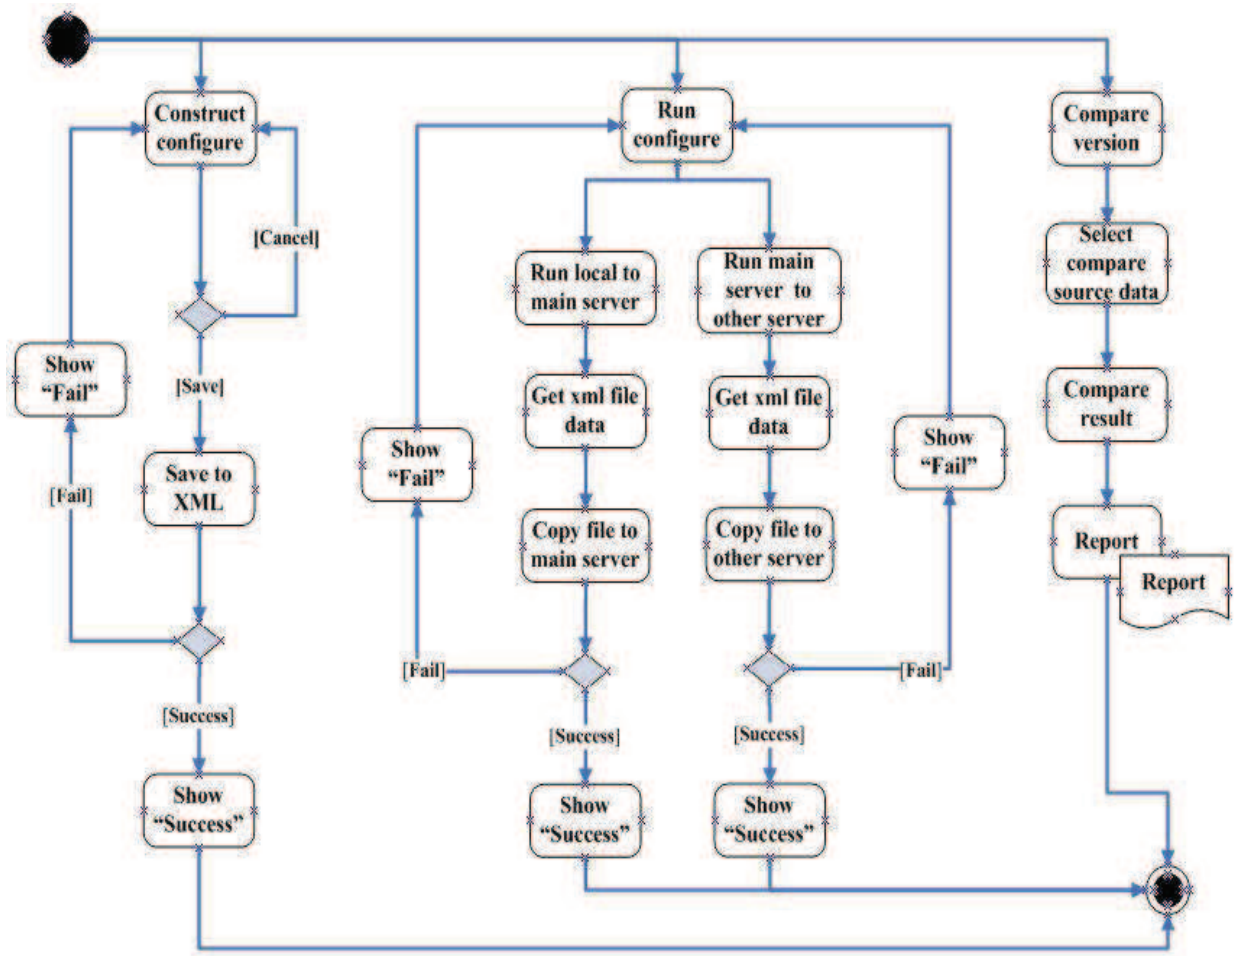 Construct
configure
[Cancel]
Show
“Fail”
[Save]
[Fail]
Save to
XML
[Success]
Show
“Success”
Run
configure
Run local to
main server
Run main
server to
other server
Get xml file
data
Get xml file
data
Show
“Fail”
Show
“Fail”
Copy file to
main server
Copy file to
other server
[Fail]
[Fail]
[Success]
[Success]
Show
“Success”
Show
“Success”
Compare
version
Select
compare
source data
Compare
result
Report
Report